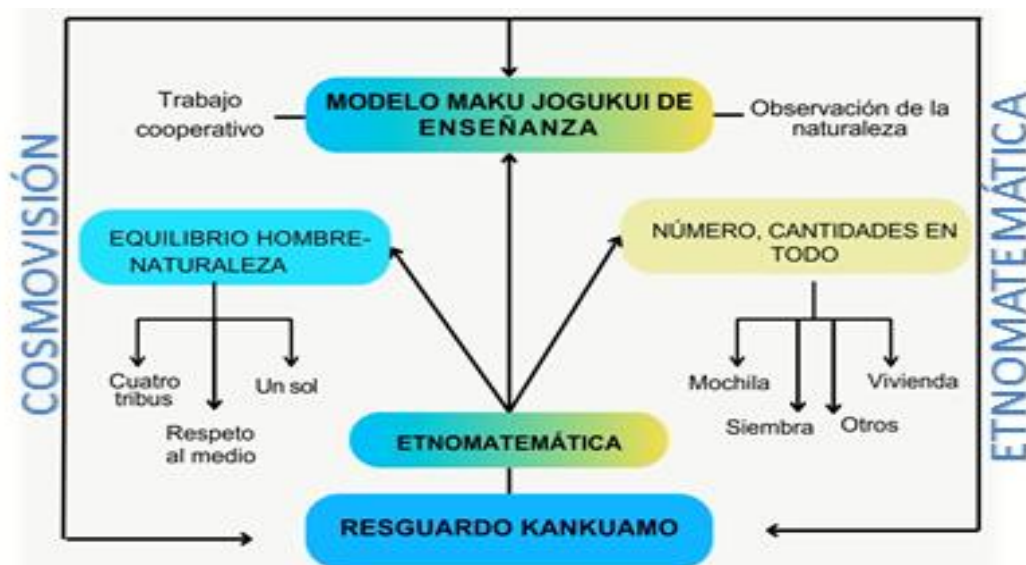 COSMOVISIÓN
ETNOMATEMÁTICA
MODELO MAKU JOGUKUI DE
ENSEÑANZA
Trabajo
cooperativo
Observación de la
naturaleza
EQUILIBRIO HOMBRE-
NATURALEZA
NÚMERO, CANTIDADES EN
TODO
Cuatro
tribus
Un sol
Respeto
al medio
Mochila
Vivienda
Siembra
Otros
ETNOMATEMÁTICA
RESGUARDO KANKUAMO